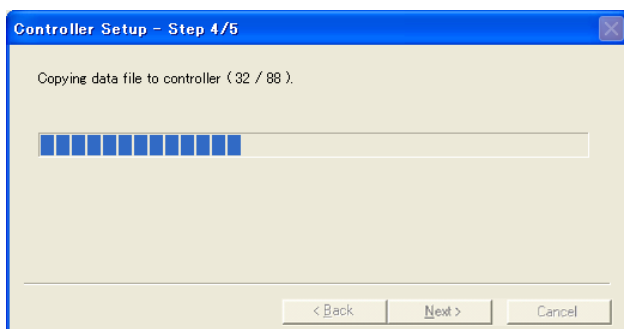 Controller Setup - Step 4/5
Copying data file to controller ( 32 / 88 ).
< Back Next > Cancel